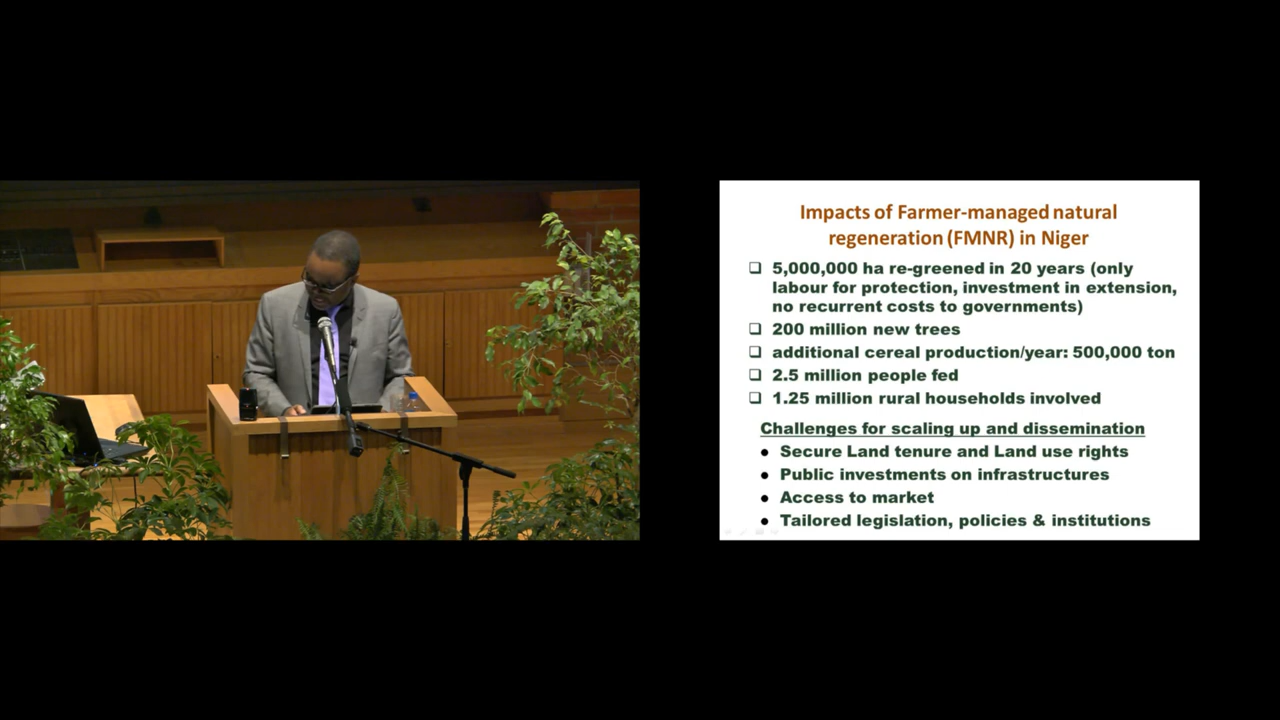 Impacts of Farmer-managed natural
regeneration (FMNR) in Niger
❑ 5,000,000 ha re-greened in 20 years (only
labour for protection, investment in extension,
no recurrent costs to governments)
❑ 200 million new trees
❑ additional cereal production/year: 500,000 ton
❑ 2.5 million people fed
❑ 1.25 million rural households involved
Challenges for scaling up and dissemination
● Secure Land tenure and Land use rights
● Public investments on infrastructures
● Access to market
● Tailored legislation, policies & institutions